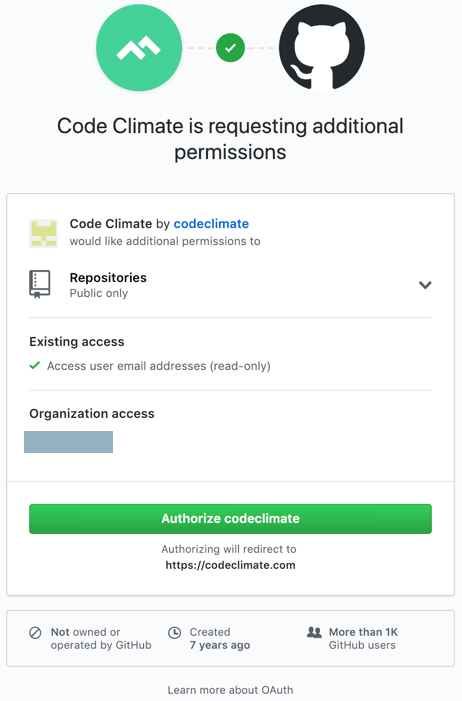 Code Climate is requesting additional
permissions
Code Climate by codeclimate
would like additional permissions to
Repositories
Public only
Existing access
Access user email addresses (read-only)
Organization access
Authorize codeclimate
Authorizing will redirect to
https://codeclimate.com
Not owned or
operated by GitHub
Created
7 years ago
More than 1K
GitHub users
Learn more about OAuth